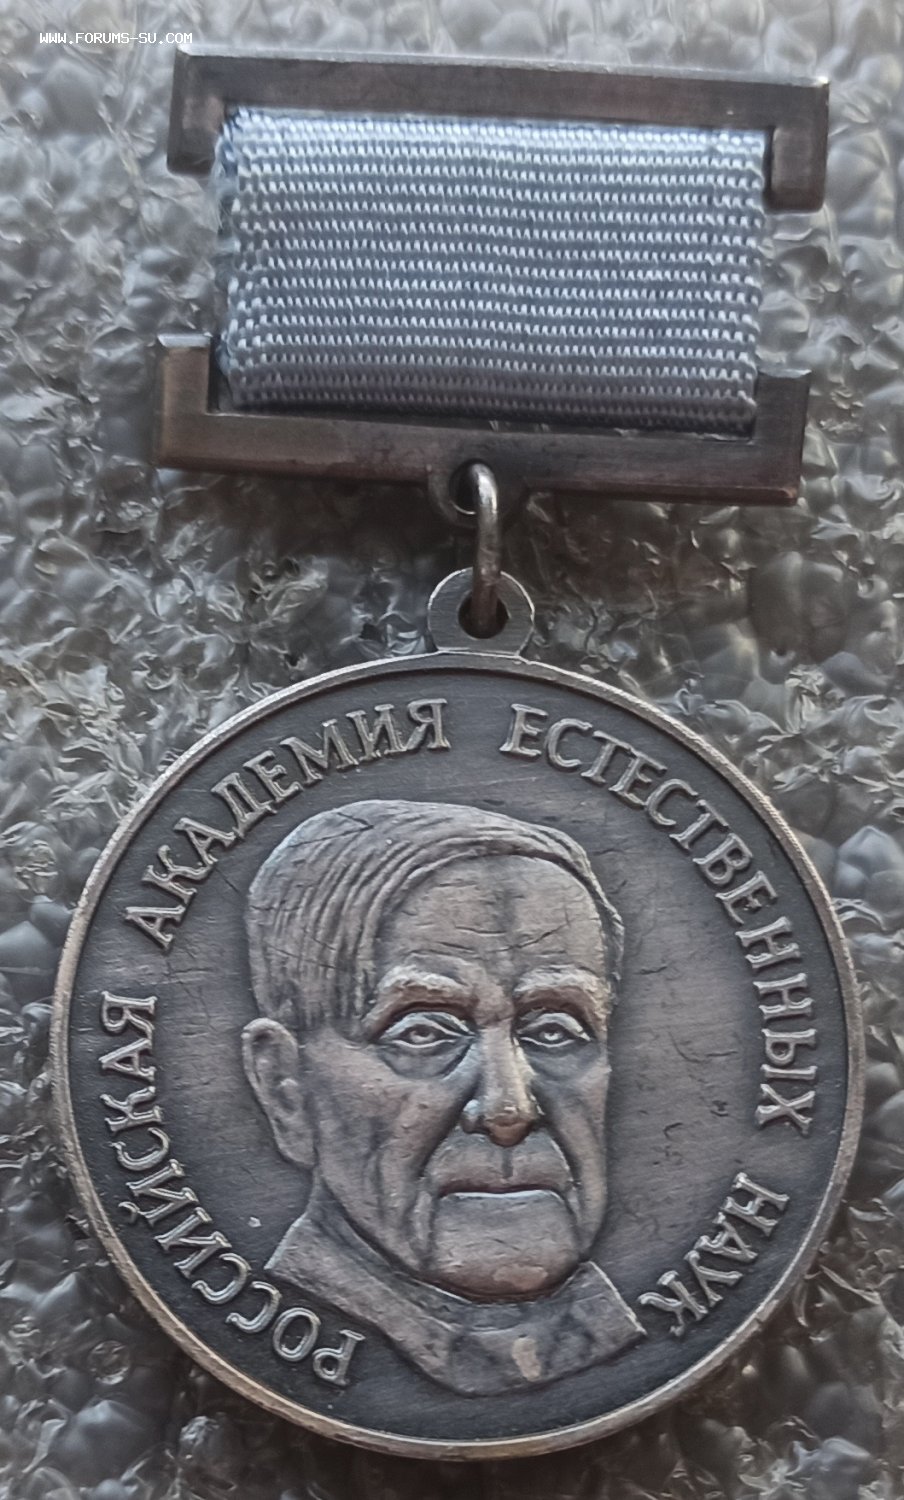 WWW.FORUMS-SU.COM
РОССИЙСКАЯ АКАДЕМИЯ ЕСТЕСТВЕННЫХ НАУК